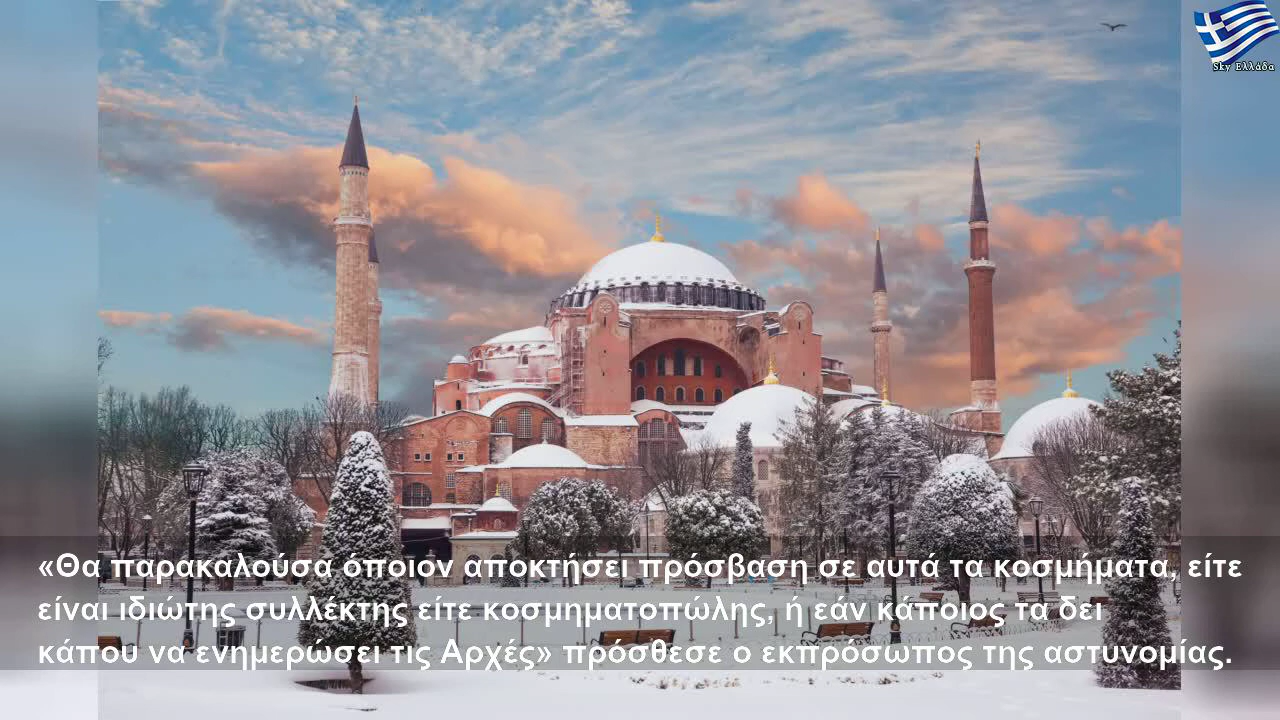 Sky Ελλάδα
«Θα παρακαλούσα όποιον αποκτήσει πρόσβαση σε αυτά τα κοσμήματα, είτε
είναι ιδιώτης συλλέκτης είτε κοσμηματοπώλης, ή εάν κάποιος τα δει
κάπου να ενημερώσει τις Αρχές» πρόσθεσε ο εκπρόσωπος της αστυνομίας.